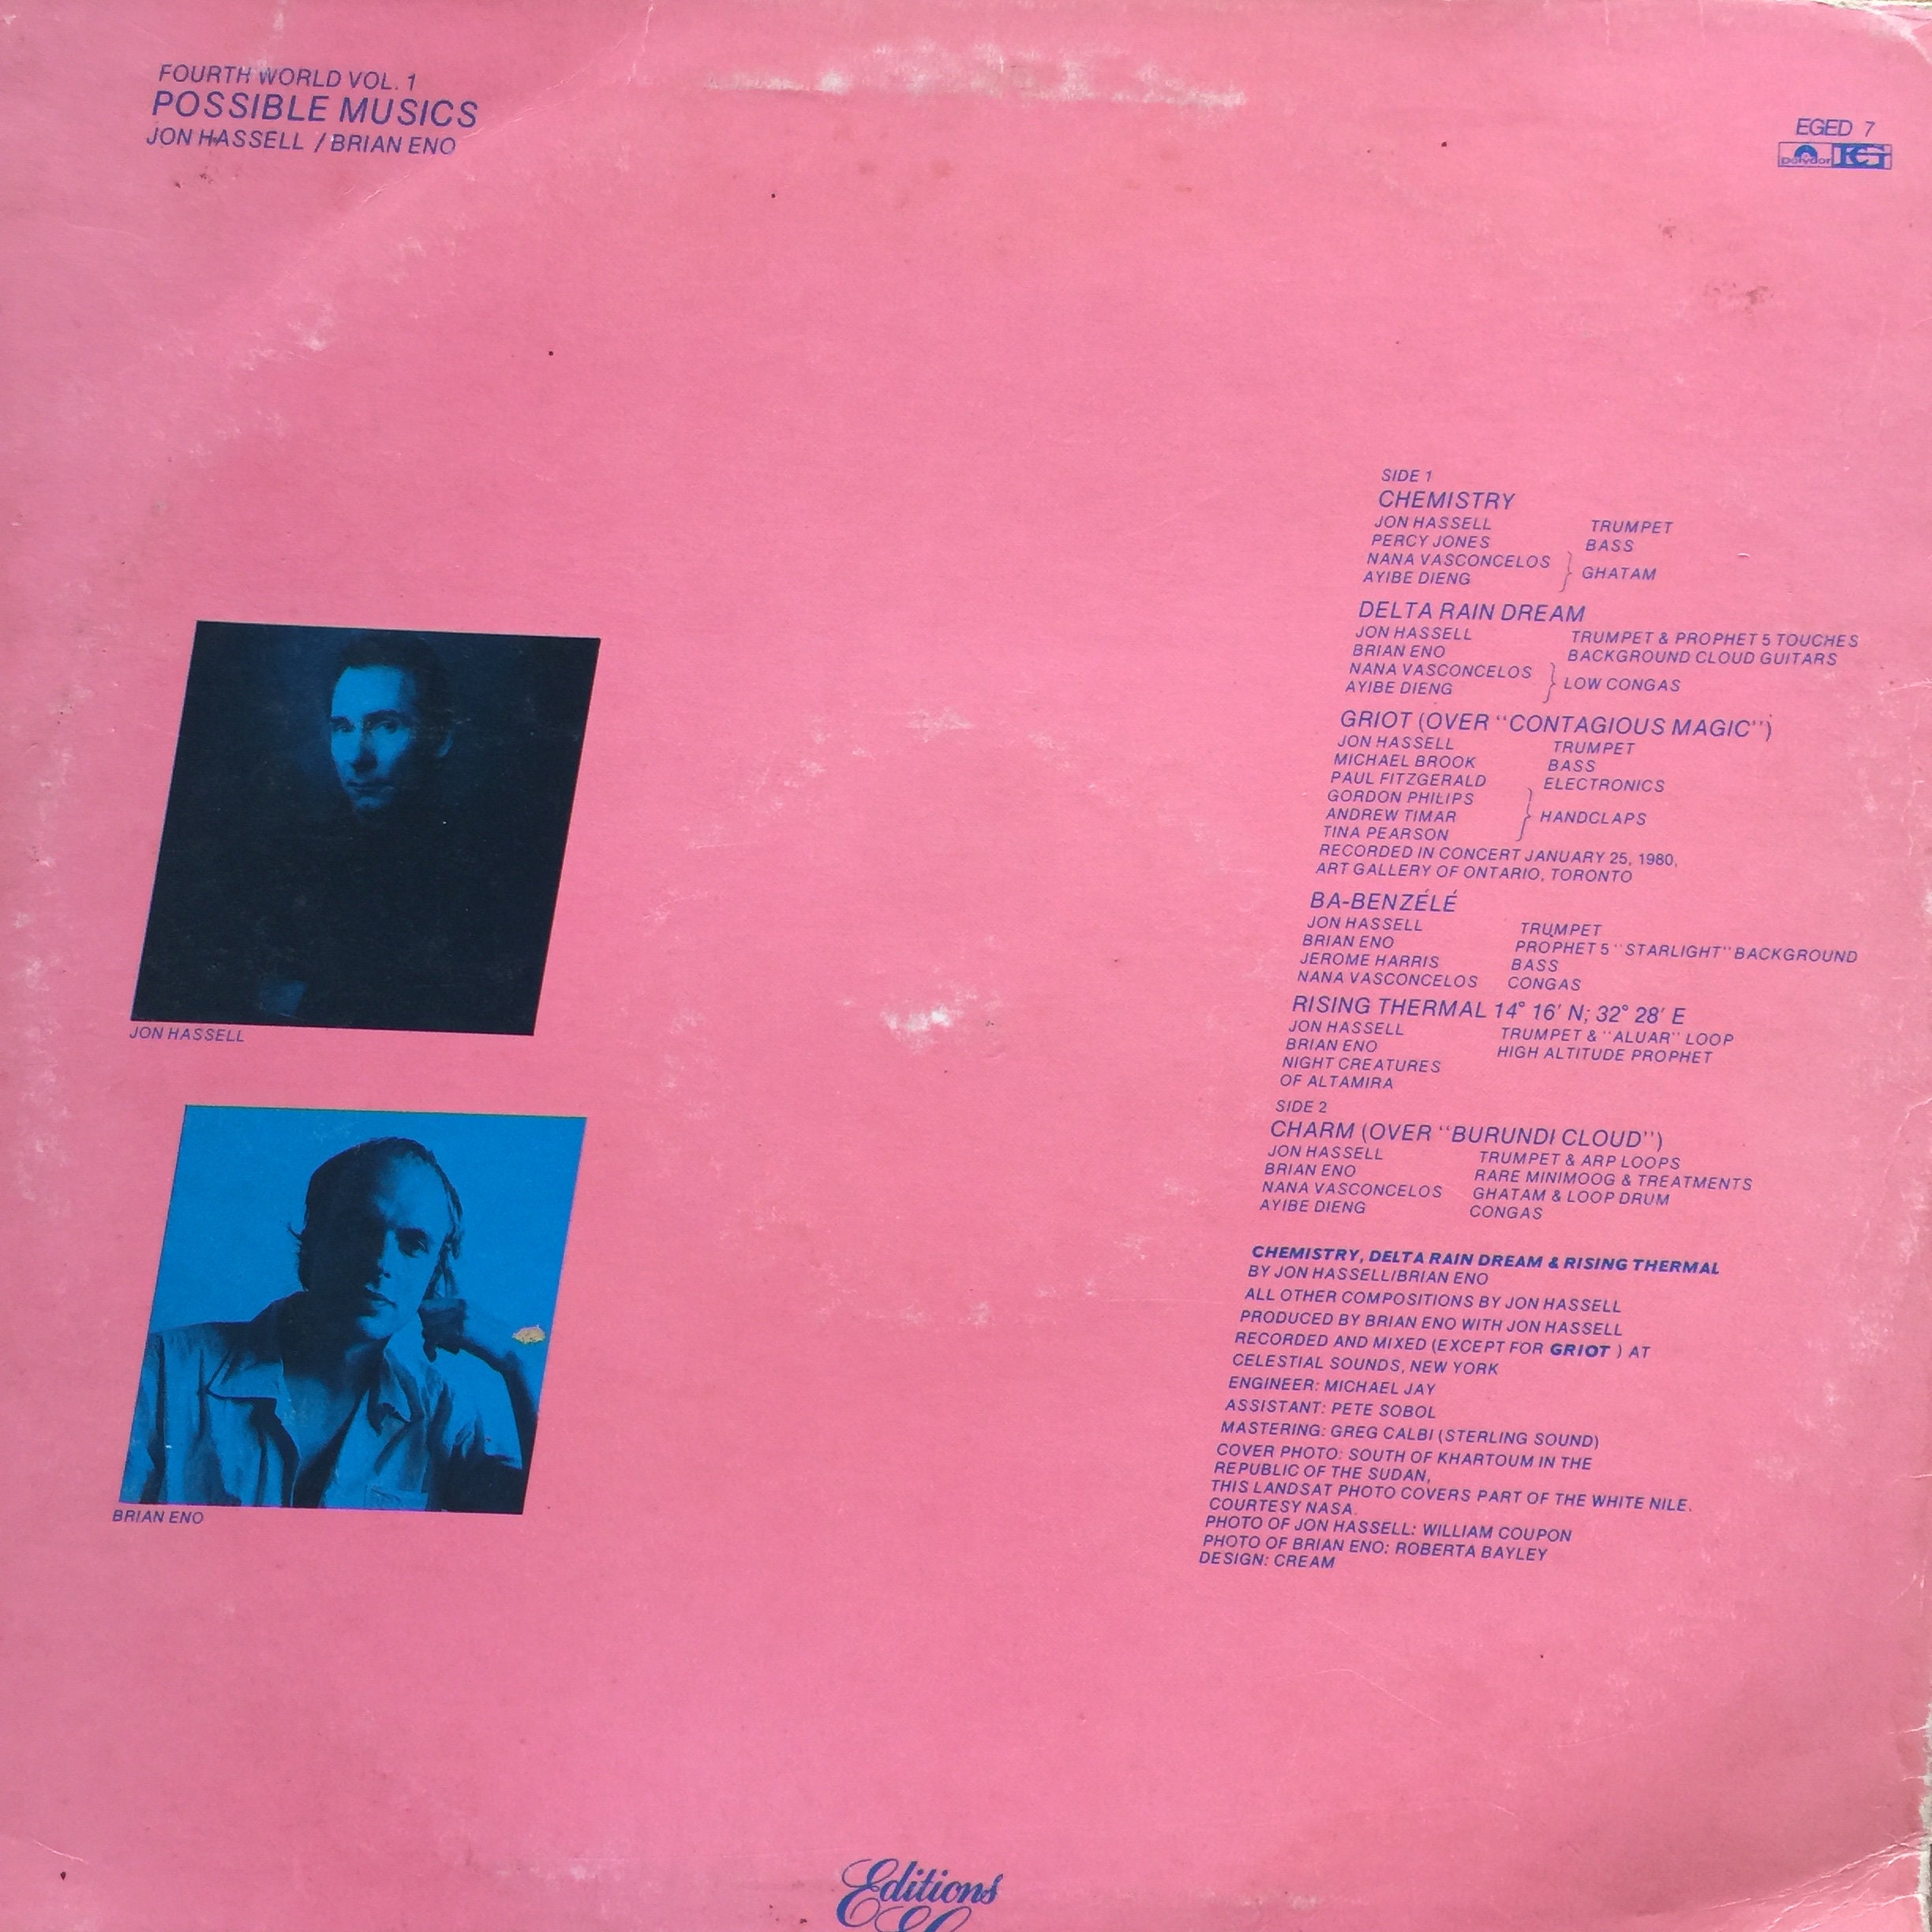 FOURTH WORLD VOL. 1
POSSIBLE MUSICS
JON HASSELL / BRIAN ENO
EGED 7
Polydor EG
JON HASSELL
BRIAN ENO
SIDE 1
CHEMISTRY
JON HASSELL TRUMPET
PERCY JONES BASS
NANA VASCONCELOS
AYIBE DIENG } GHATAM
DELTA RAIN DREAM
JON HASSELL TRUMPET & PROPHET 5 TOUCHES
BRIAN ENO BACKGROUND CLOUD GUITARS
NANA VASCONCELOS
AYIBE DIENG } LOW CONGAS
GRIOT (OVER "CONTAGIOUS MAGIC")
JON HASSELL TRUMPET
MICHAEL BROOK BASS
PAUL FITZGERALD ELECTRONICS
GORDON PHILIPS
ANDREW TIMAR } HANDCLAPS
TINA PEARSON
RECORDED IN CONCERT JANUARY 25, 1980,
ART GALLERY OF ONTARIO, TORONTO
BA-BENZÉLÉ
JON HASSELL TRUMPET
BRIAN ENO PROPHET 5 "STARLIGHT" BACKGROUND
JEROME HARRIS BASS
NANA VASCONCELOS CONGAS
RISING THERMAL 14° 16' N; 32° 28' E
JON HASSELL TRUMPET & "ALUAR" LOOP
BRIAN ENO HIGH ALTITUDE PROPHET
NIGHT CREATURES
OF ALTAMIRA
SIDE 2
CHARM (OVER "BURUNDI CLOUD")
JON HASSELL TRUMPET & ARP LOOPS
BRIAN ENO RARE MINIMOOG & TREATMENTS
NANA VASCONCELOS GHATAM & LOOP DRUM
AYIBE DIENG CONGAS
CHEMISTRY, DELTA RAIN DREAM & RISING THERMAL
BY JON HASSELL/BRIAN ENO
ALL OTHER COMPOSITIONS BY JON HASSELL
PRODUCED BY BRIAN ENO WITH JON HASSELL
RECORDED AND MIXED (EXCEPT FOR GRIOT ) AT
CELESTIAL SOUNDS, NEW YORK
ENGINEER: MICHAEL JAY
ASSISTANT: PETE SOBOL
MASTERING: GREG CALBI (STERLING SOUND)
COVER PHOTO: SOUTH OF KHARTOUM IN THE
REPUBLIC OF THE SUDAN,
THIS LANDSAT PHOTO COVERS PART OF THE WHITE NILE.
COURTESY NASA.
PHOTO OF JON HASSELL: WILLIAM COUPON
PHOTO OF BRIAN ENO: ROBERTA BAYLEY
DESIGN: CREAM
Editions